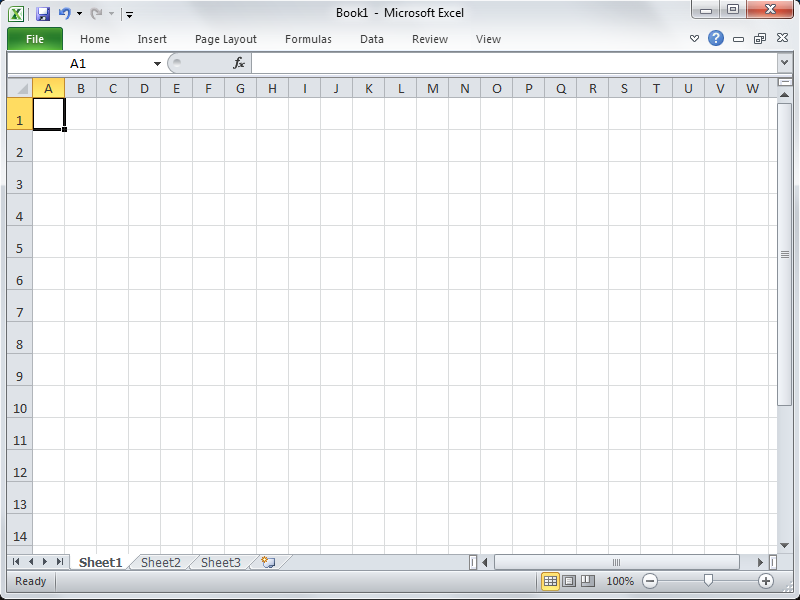 Book1 - Microsoft Excel
File Home Insert Page Layout Formulas Data Review View
A1 fx
A B C D E F G H I J K L M N O P Q R S T U V W
1
2
3
4
5
6
7
8
9
10
11
12
13
14
Sheet1 Sheet2 Sheet3
Ready 100%